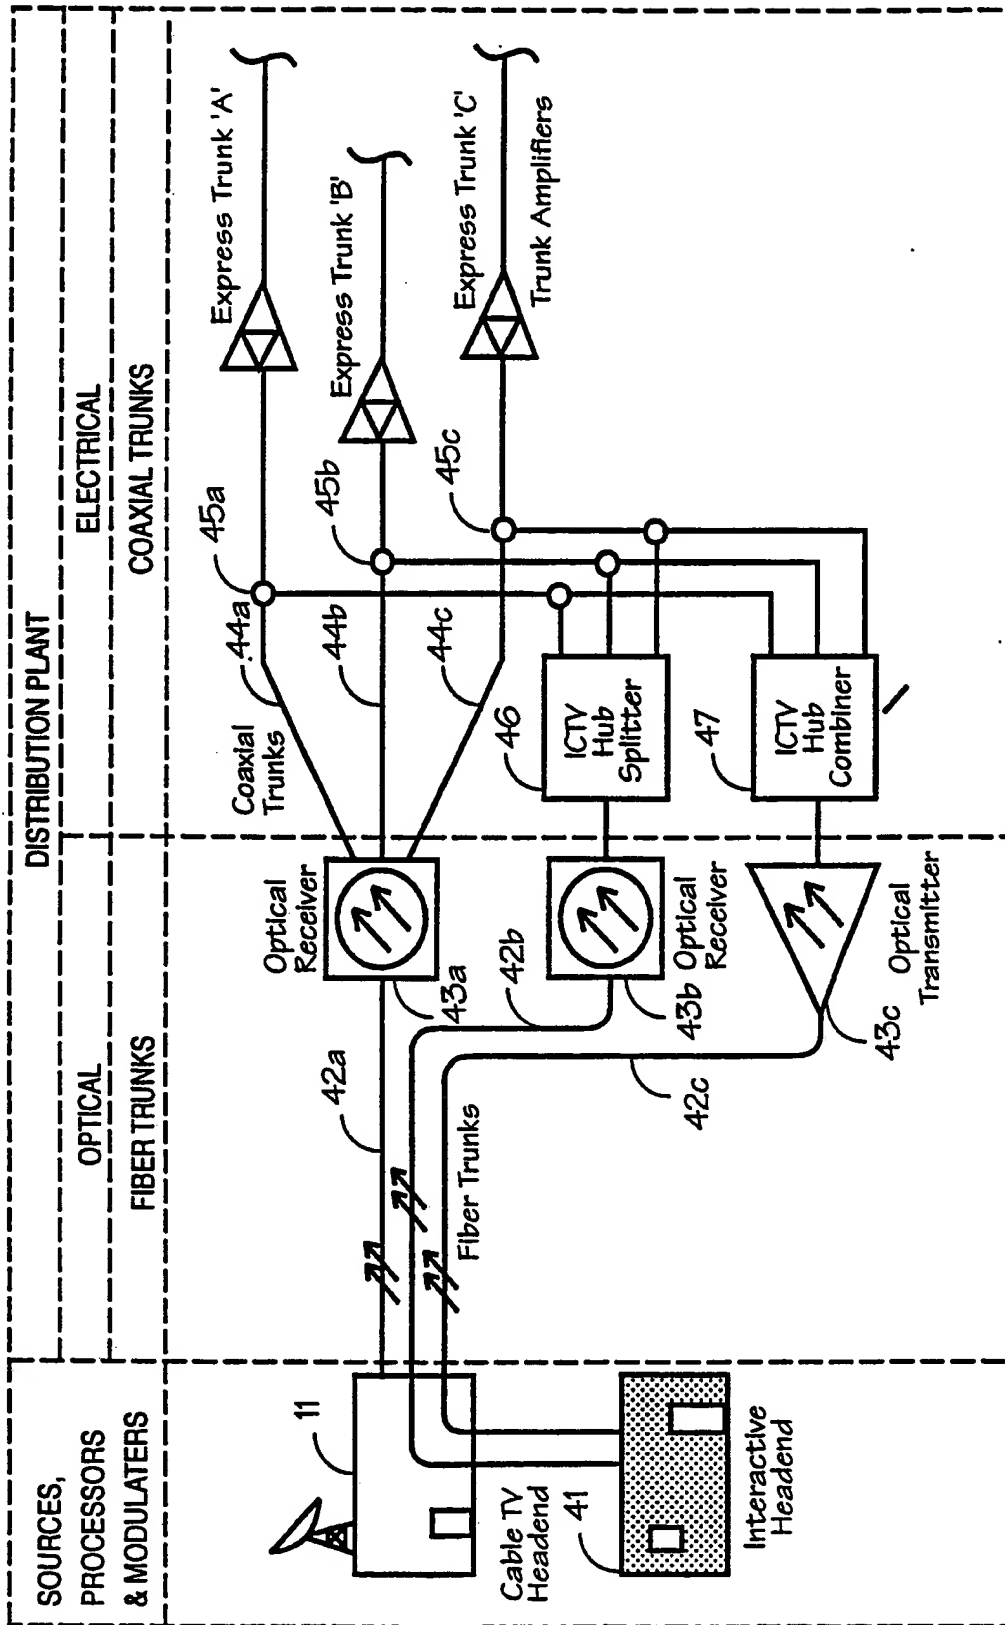 DISTRIBUTION PLANT
SOURCES,
PROCESSORS
& MODULATERS
OPTICAL
ELECTRICAL
FIBER TRUNKS
COAXIAL TRUNKS
11
Cable TV
Headend
41
Interactive
Headend
42a
Fiber Trunks
42b
42c
Optical
Receiver
43a
43b
Optical
Receiver
43c
Optical
Transmitter
Coaxial
Trunks
44a
44b
44c
45a
45b
45c
46
ICTV
Hub
Splitter
47
ICTV
Hub
Combiner
Express Trunk 'A'
Express Trunk 'B'
Express Trunk 'C'
Trunk Amplifiers